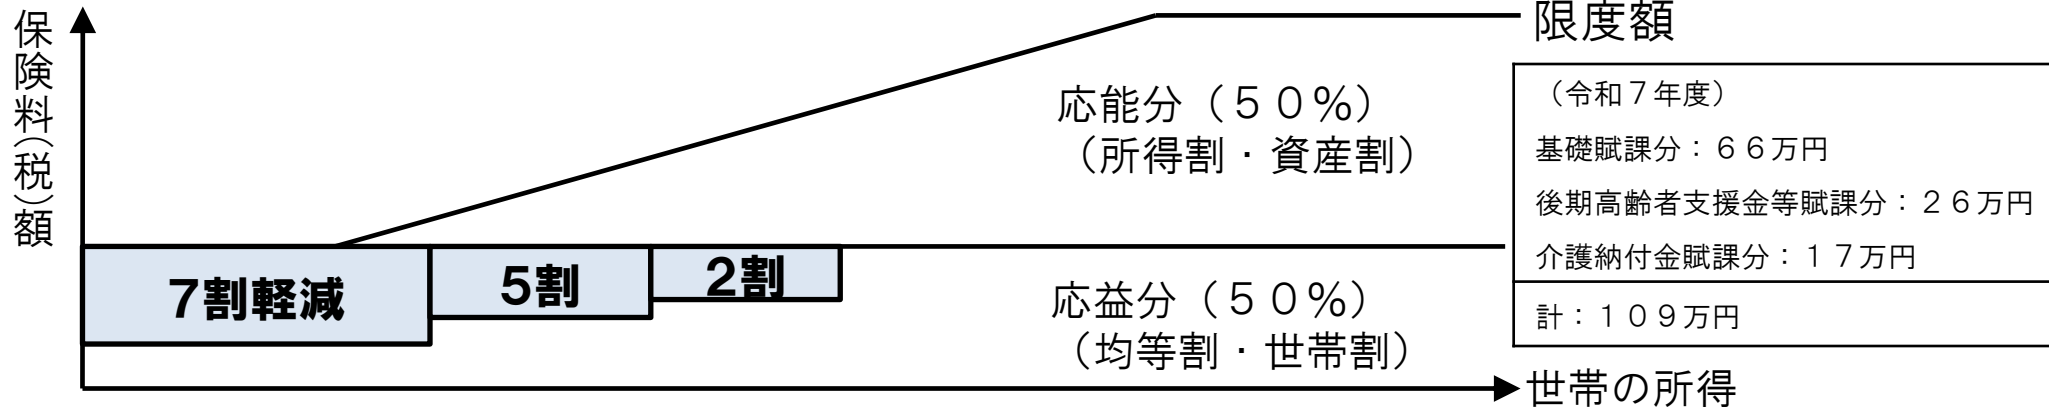 保険料(税)額
限度額
(令和7年度)
基礎賦課分:66万円
後期高齢者支援金等賦課分:26万円
介護納付金賦課分:17万円
計:109万円
応能分(50%)
(所得割・資産割)
7割軽減
5割
2割
応益分(50%)
(均等割・世帯割)
世帯の所得